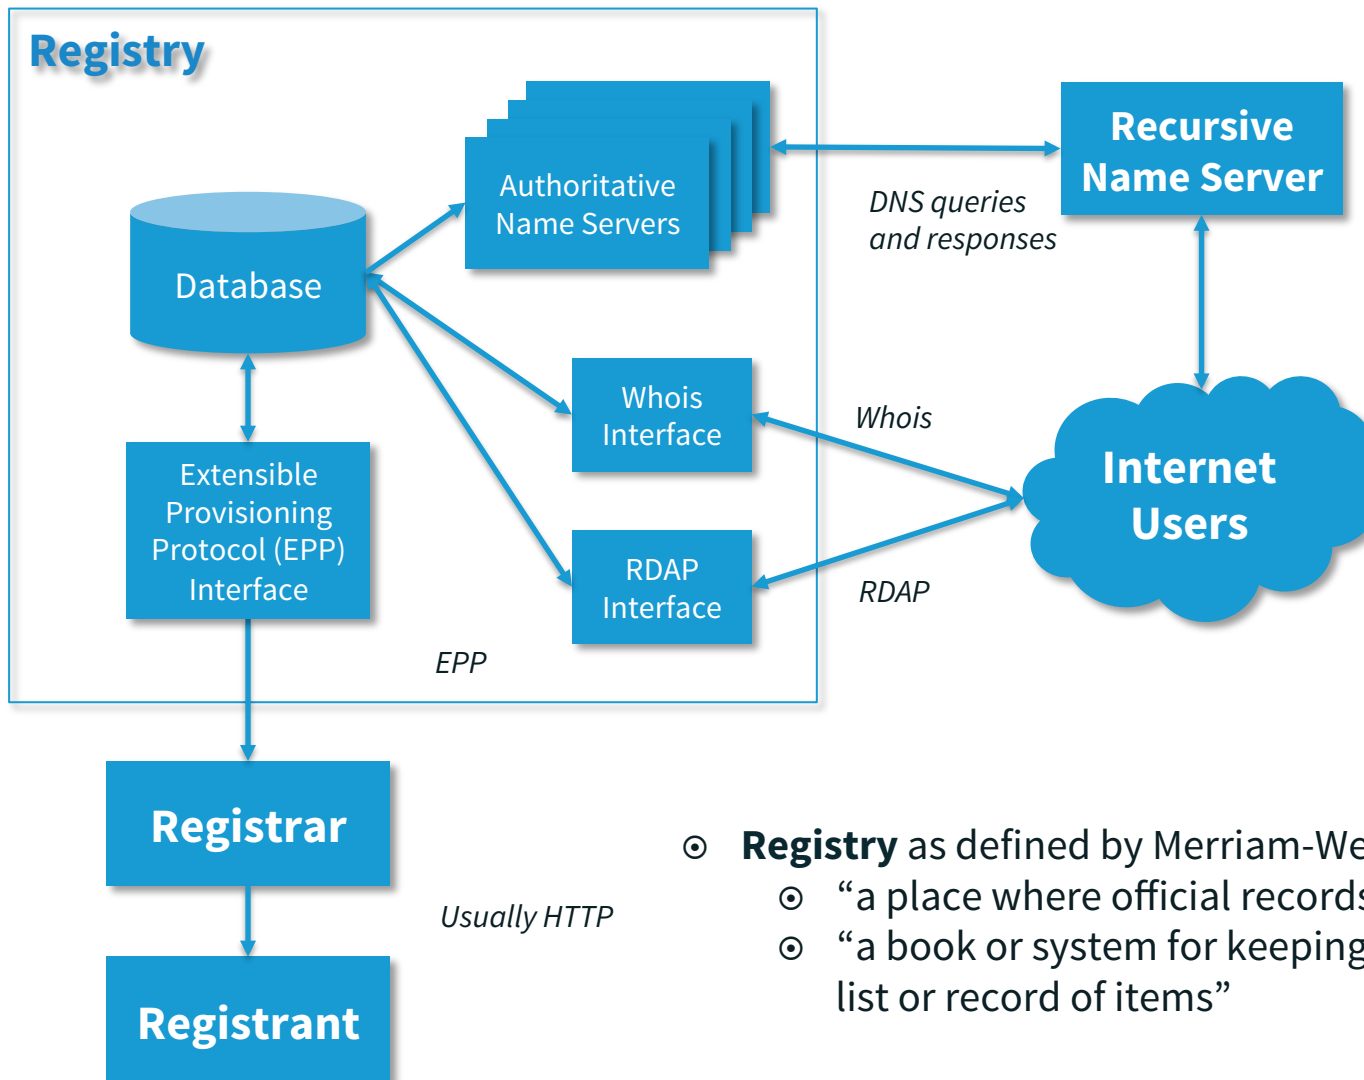 Registry
Authoritative
Name Servers
Recursive
Name Server
DNS queries
and responses
Database
Whois
Interface
Whois
Internet
Users
Extensible
Provisioning
Protocol (EPP)
Interface
RDAP
Interface
RDAP
EPP
Registrar
Usually HTTP
Registrant
Registry as defined by Merriam-We
“a place where official records
“a book or system for keeping
list or record of items”